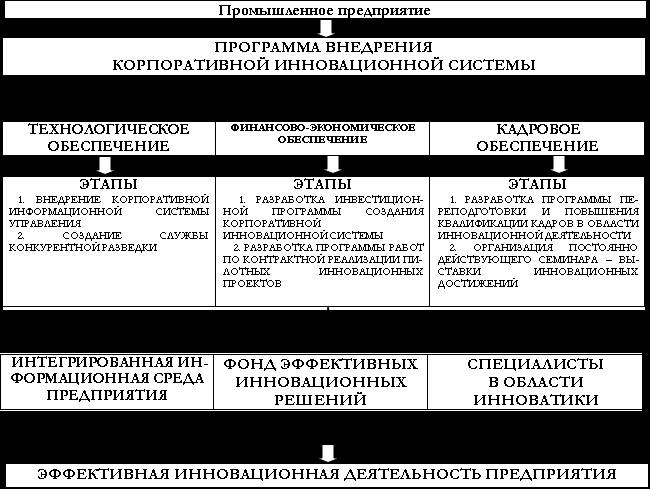 Промышленное предприятие
ПРОГРАММА ВНЕДРЕНИЯ
КОРПОРАТИВНОЙ ИННОВАЦИОННОЙ СИСТЕМЫ
ТЕХНОЛОГИЧЕСКОЕ
ОБЕСПЕЧЕНИЕ
ФИНАНСОВО-ЭКОНОМИЧЕСКОЕ
ОБЕСПЕЧЕНИЕ
КАДРОВОЕ
ОБЕСПЕЧЕНИЕ
ЭТАПЫ
1. ВНЕДРЕНИЕ КОРПОРАТИВНОЙ
ИНФОРМАЦИОННОЙ СИСТЕМЫ
УПРАВЛЕНИЯ
2. СОЗДАНИЕ СЛУЖБЫ
КОНКУРЕНТНОЙ РАЗВЕДКИ
ЭТАПЫ
1. РАЗРАБОТКА ИНВЕСТИЦИОН-
НОЙ ПРОГРАММЫ СОЗДАНИЯ
КОРПОРАТИВНОЙ
ИННОВАЦИОННОЙ СИСТЕМЫ
2. РАЗРАБОТКА ПРОГРАММЫ РАБОТ
ПО КОНТРАКТНОЙ РЕАЛИЗАЦИИ ПИ-
ЛОТНЫХ ИННОВАЦИОННЫХ
ПРОЕКТОВ
ЭТАПЫ
1. РАЗРАБОТКА ПРОГРАММЫ ПЕ-
РЕПОДГОТОВКИ И ПОВЫШЕНИЯ
КВАЛИФИКАЦИИ КАДРОВ В ОБЛАСТИ
ИННОВАЦИОННОЙ ДЕЯТЕЛЬНОСТИ
2. ОРГАНИЗАЦИЯ ПОСТОЯННО
ДЕЙСТВУЮЩЕГО СЕМИНАРА – ВЫ-
СТАВКИ ИННОВАЦИОННЫХ
ДОСТИЖЕНИЙ
ИНТЕГРИРОВАННАЯ ИН-
ФОРМАЦИОННАЯ СРЕДА
ПРЕДПРИЯТИЯ
ФОНД ЭФФЕКТИВНЫХ
ИННОВАЦИОННЫХ
РЕШЕНИЙ
СПЕЦИАЛИСТЫ
В ОБЛАСТИ
ИННОВАТИКИ
ЭФФЕКТИВНАЯ ИННОВАЦИОННАЯ ДЕЯТЕЛЬНОСТЬ ПРЕДПРИЯТИЯ